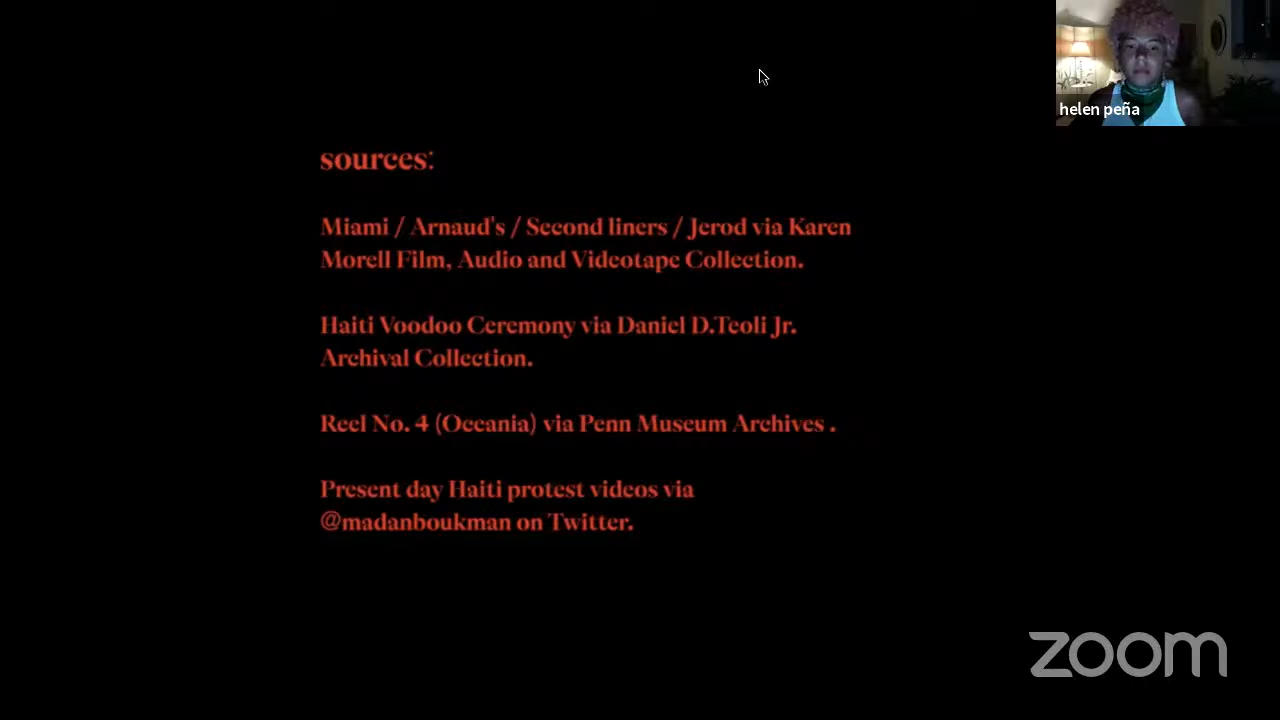 helen peña
sources:
Miami / Arnaud's / Second liners / Jerod via Karen
Morell Film, Audio and Videotape Collection.
Haiti Voodoo Ceremony via Daniel D.Teoli Jr.
Archival Collection.
Reel No. 4 (Oceania) via Penn Museum Archives .
Present day Haiti protest videos via
@madanboukman on Twitter.
zoom